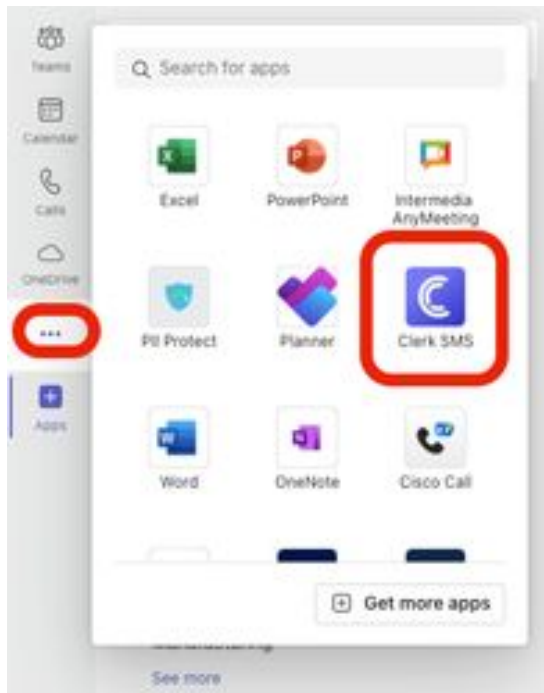 Teams
Calendar
Calls
OneDrive
...
Apps
Search for apps
Excel
PowerPoint
Intermedia
AnyMeeting
PII Protect
Planner
Clerk SMS
Word
OneNote
Cisco Call
Get more apps
See more